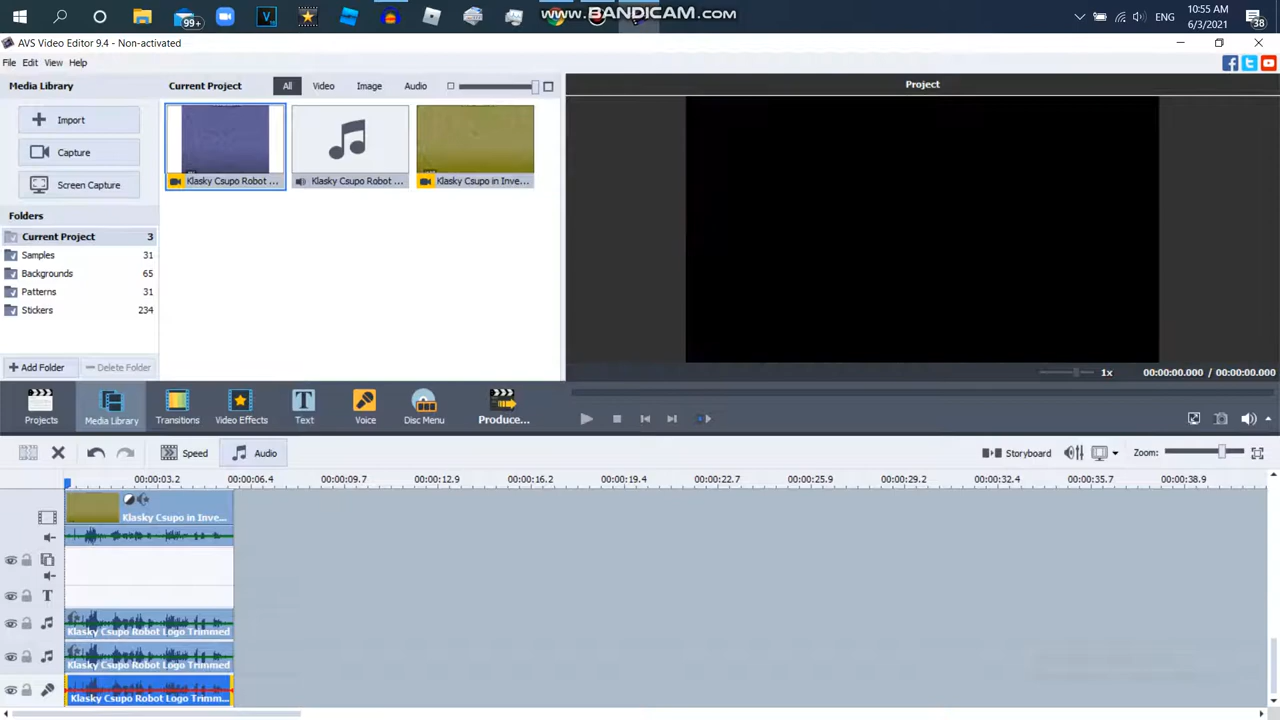 www.BANDICAM.com
99+
ENG
10:55 AM
6/3/2021
38
AVS Video Editor 9.4 - Non-activated
File Edit View Help
Media Library
Current Project
All
Video
Image
Audio
Project
Import
Capture
Screen Capture
Klasky Csupo Robot ...
Klasky Csupo Robot ...
Klasky Csupo in Inve...
Folders
Current Project 3
Samples 31
Backgrounds 65
Patterns 31
Stickers 234
Add Folder
Delete Folder
1x
00:00:00.000 / 00:00:00.000
Projects
Media Library
Transitions
Video Effects
Text
Voice
Disc Menu
Produce...
Speed
Audio
Storyboard
Zoom:
00:00:03.2 00:00:06.4 00:00:09.7 00:00:12.9 00:00:16.2 00:00:19.4 00:00:22.7 00:00:25.9 00:00:29.2 00:00:32.4 00:00:35.7 00:00:38.9
Klasky Csupo in Inve...
T
Klasky Csupo Robot Logo Trimmed
Klasky Csupo Robot Logo Trimmed
Klasky Csupo Robot Logo Trimm...